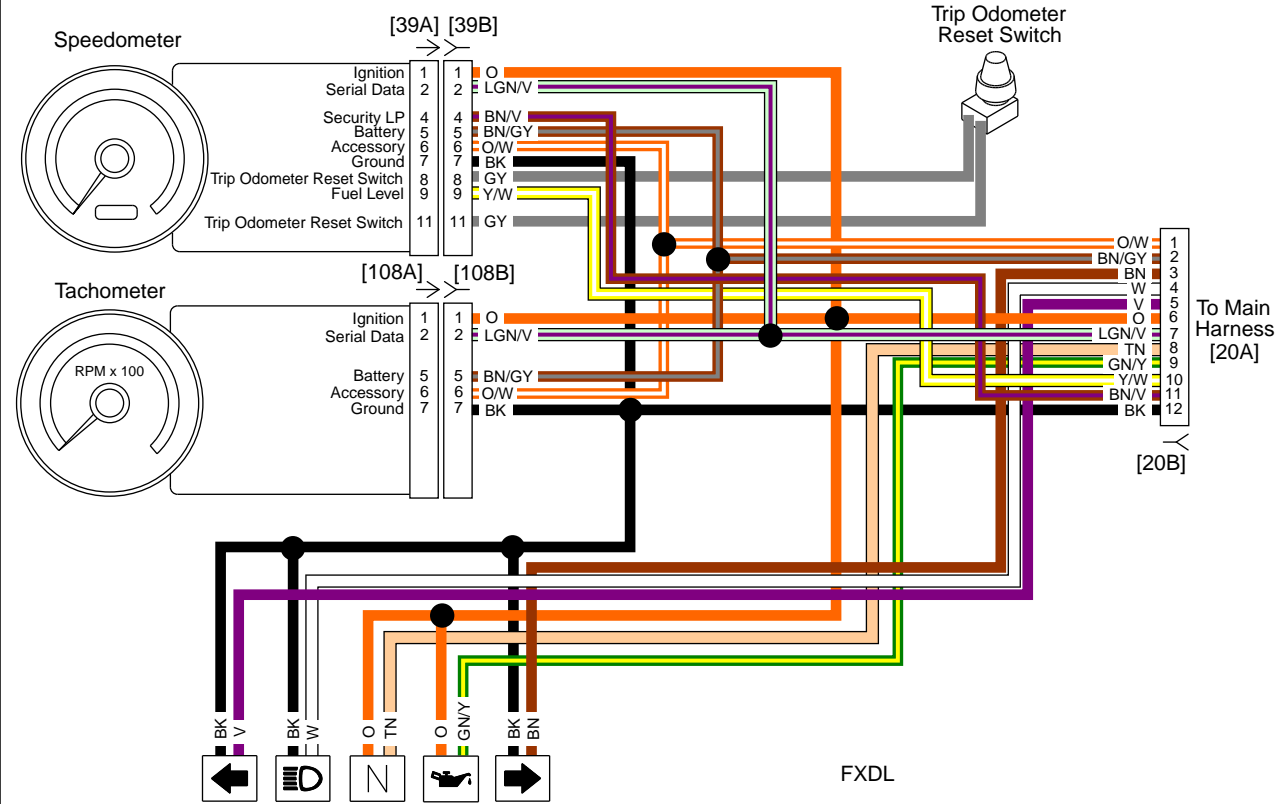 Speedometer
[39A] [39B]
Trip Odometer
Reset Switch
Ignition 1 1 O
Serial Data 2 2 LGN/V
Security LP 4 4 BN/V
Battery 5 5 BN/GY
Accessory 6 6 O/W
Ground 7 7 BK
Trip Odometer Reset Switch 8 8 GY
Fuel Level 9 9 Y/W
Trip Odometer Reset Switch 11 11 GY
Tachometer
[108A] [108B]
RPM x 100
Ignition 1 1 O
Serial Data 2 2 LGN/V
Battery 5 5 BN/GY
Accessory 6 6 O/W
Ground 7 7 BK
O/W 1
BN/GY 2
BN 3
W 4
V 5
O 6
LGN/V 7
TN 8
GN/Y 9
Y/W 10
BN/V 11
BK 12
To Main
Harness
[20A]
[20B]
BK V BK W O TN O GN/Y BK BN
N
FXDL